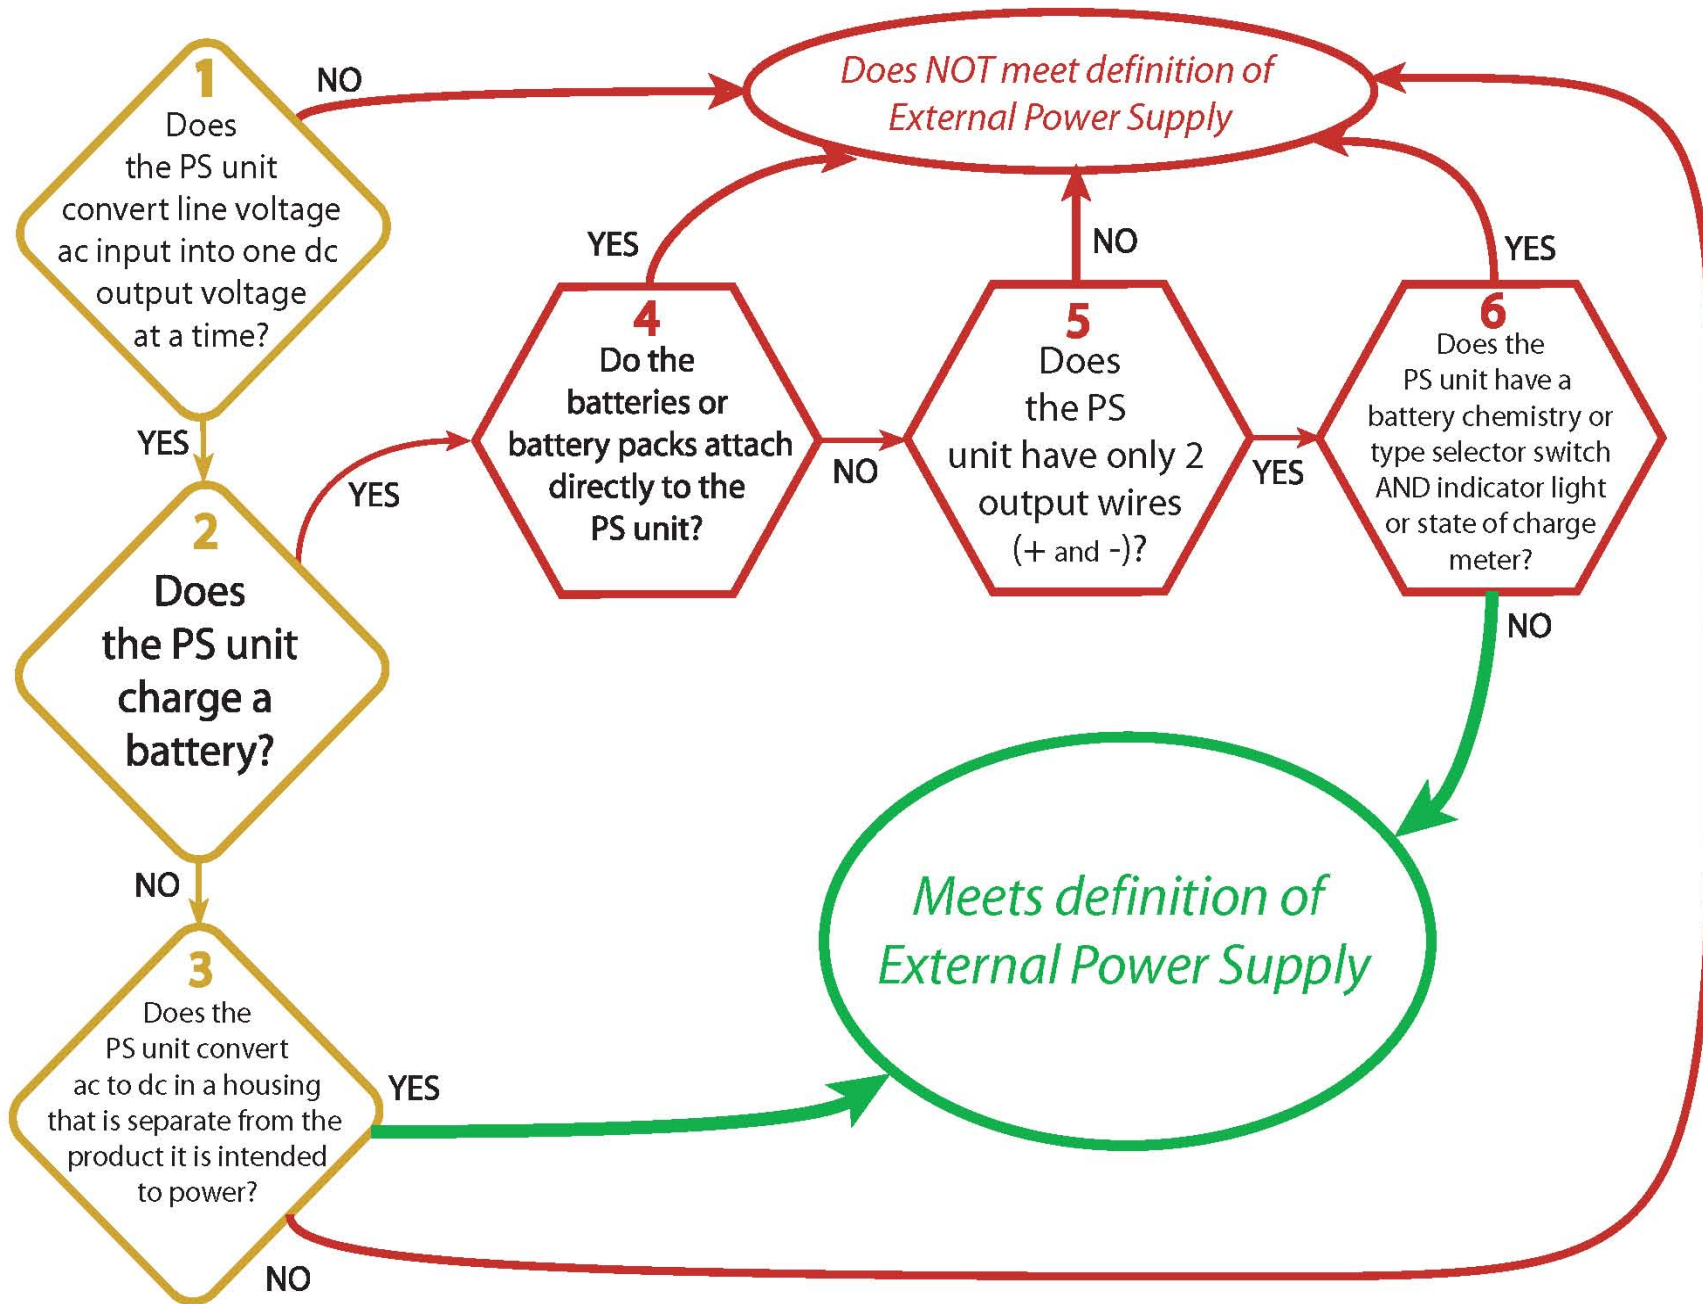 1
Does
the PS unit
convert line voltage
ac input into one dc
output voltage
at a time?
NO
Does NOT meet definition of
External Power Supply
YES
2
Does
the PS unit
charge a
battery?
YES
4
Do the
batteries or
battery packs attach
directly to the
PS unit?
YES
NO
5
Does
the PS
unit have only 2
output wires
(+ and -)?
NO
YES
6
Does the
PS unit have a
battery chemistry or
type selector switch
AND indicator light
or state of charge
meter?
YES
NO
NO
3
Does the
PS unit convert
ac to dc in a housing
that is separate from the
product it is intended
to power?
YES
NO
Meets definition of
External Power Supply